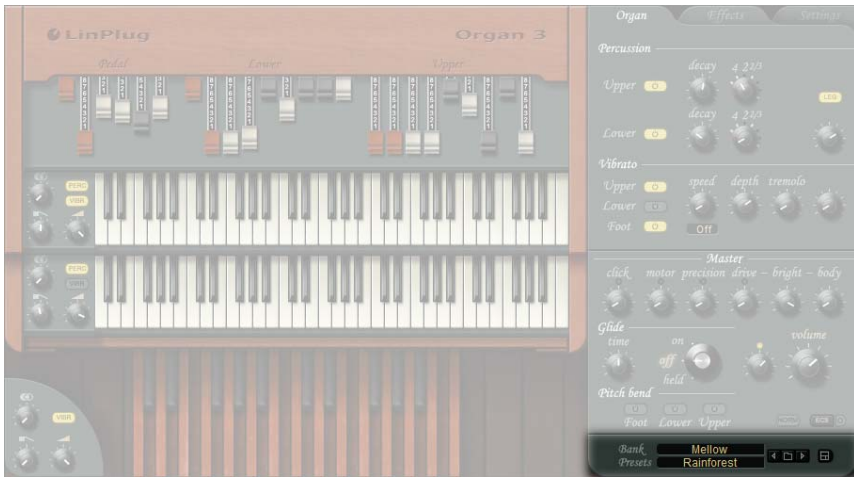 Organ Effects Settings
LinPlug Organ 3
Pedal Lower Upper
Percussion
decay 4 2 2/3
Upper
LEG
decay 4 2 2/3
Lower
Vibrato
Upper speed depth tremolo
Lower
Foot Off
PERC
VIBR
PERC
VIBR
Master
click motor precision drive – bright – body
Glide
time on volume
off
held
Pitch bend
Foot Lower Upper
VIBR
Bank Mellow
Presets Rainforest